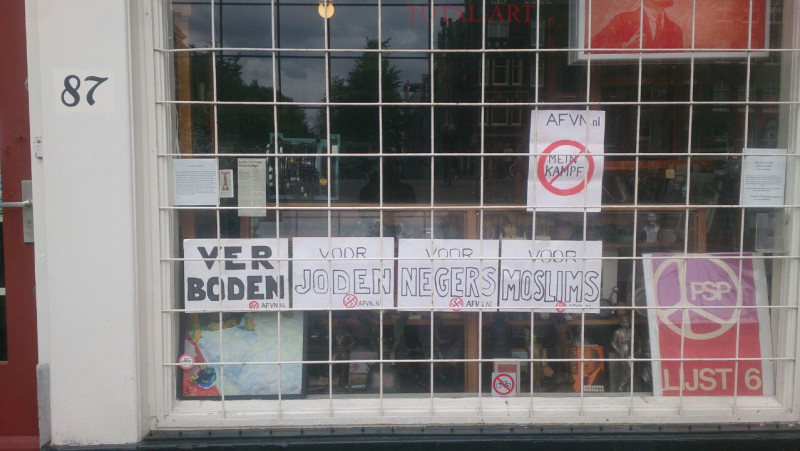 TOTAL ART
87
AFVN.nl
MEIN
KAMPF
VER
BODEN
AFVN.NL
VOOR
JODEN
AFVN.NL
VOOR
NEGERS
AFVN.NL
VOOR
MOSLIMS
AFVN.NL
PSP
LIJST 6